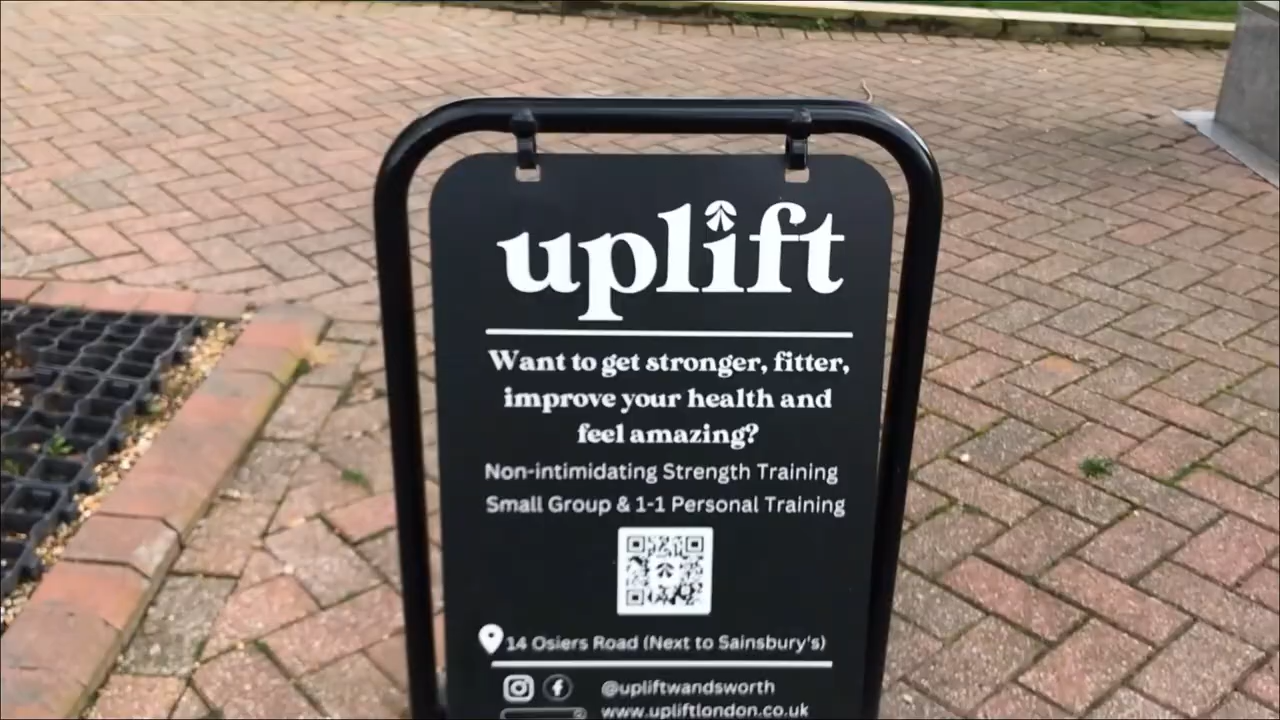 uplift
Want to get stronger, fitter,
improve your health and
feel amazing?
Non-intimidating Strength Training
Small Group & 1-1 Personal Training
14 Osiers Road (Next to Sainsbury's)
@upliftwandsworth
www.upliftlondon.co.uk